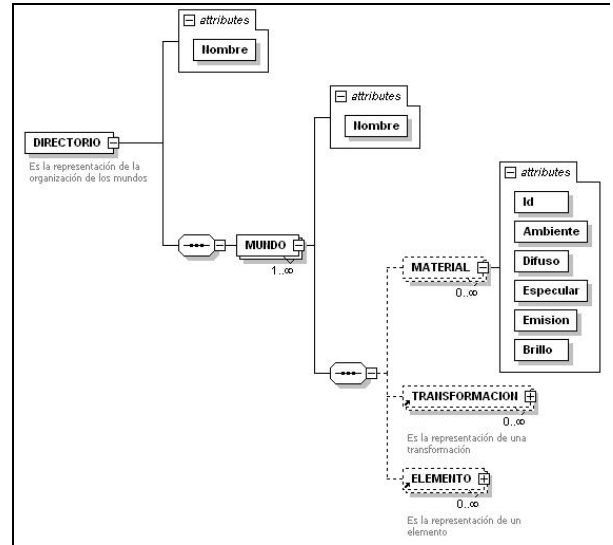 attributes
Nombre
attributes
Nombre
DIRECTORIO
Es la representación de la
organización de los mundos
attributes
Id
Ambiente
Difuso
Especular
Emision
Brillo
MUNDO
1..∞
MATERIAL
0..∞
TRANSFORMACION
0..∞
Es la representación de una
transformación
ELEMENTO
0..∞
Es la representación de un
elemento